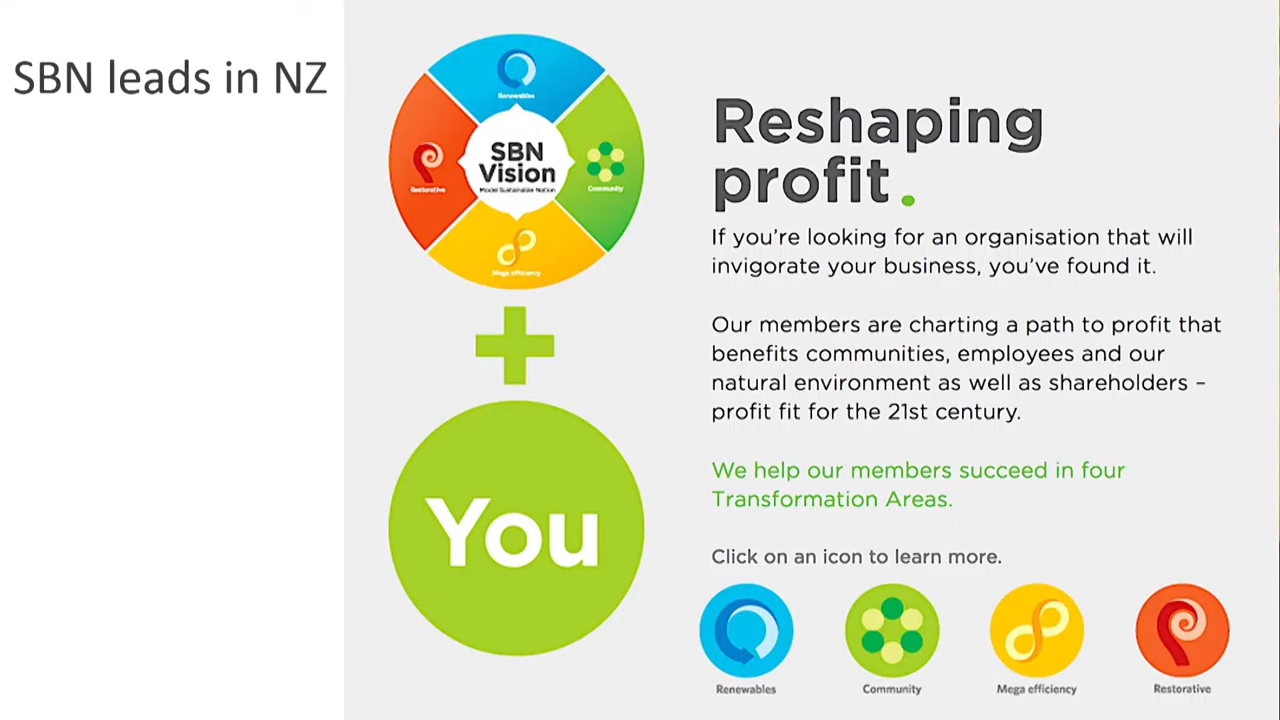 SBN leads in NZ
Renewables
Restorative
SBN
Vision
Model Sustainable Nation
Community
Mega efficiency
You
Reshaping
profit.
If you're looking for an organisation that will
invigorate your business, you've found it.
Our members are charting a path to profit that
benefits communities, employees and our
natural environment as well as shareholders –
profit fit for the 21st century.
We help our members succeed in four
Transformation Areas.
Click on an icon to learn more.
Renewables
Community
Mega efficiency
Restorative